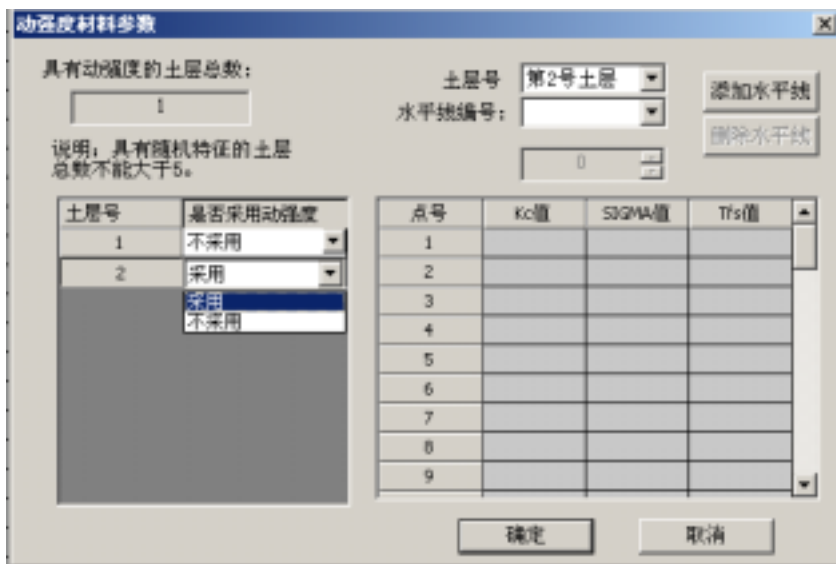 动强度材料参数
具有动强度的土层总数:
1
土层号 第2号土层
水平线编号:
添加水平线
删除水平线
说明: 具有随机特征的土层
总数不能大于5。
0
土层号 是否采用动强度
1 不采用
2 采用
采用
不采用
点号 Kc值 SIGMA值 Tfs值
1
2
3
4
5
6
7
8
9
确定 取消